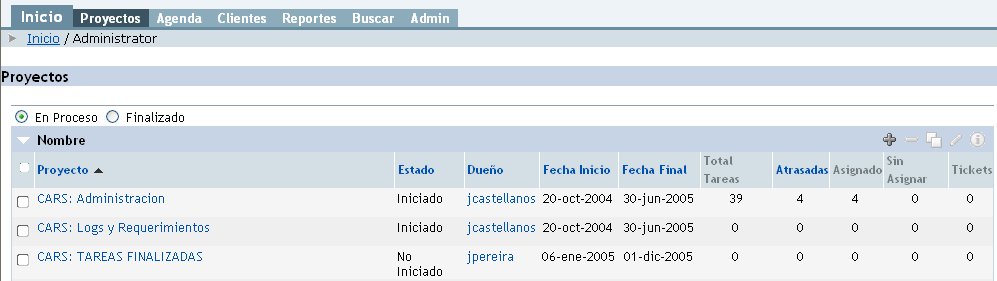 Inicio Proyectos Agenda Clientes Reportes Buscar Admin
Inicio / Administrator
Proyectos
En Proceso Finalizado
Nombre
Proyecto Estado Dueño Fecha Inicio Fecha Final Total Tareas Atrasadas Asignado Sin Asignar Tickets
CARS: Administracion Iniciado jcastellanos 20-oct-2004 30-jun-2005 39 4 4 0 0
CARS: Logs y Requerimientos Iniciado jcastellanos 20-oct-2004 30-jun-2005 0 0 0 0 0
CARS: TAREAS FINALIZADAS No Iniciado jpereira 06-ene-2005 01-dic-2005 0 0 0 0 0